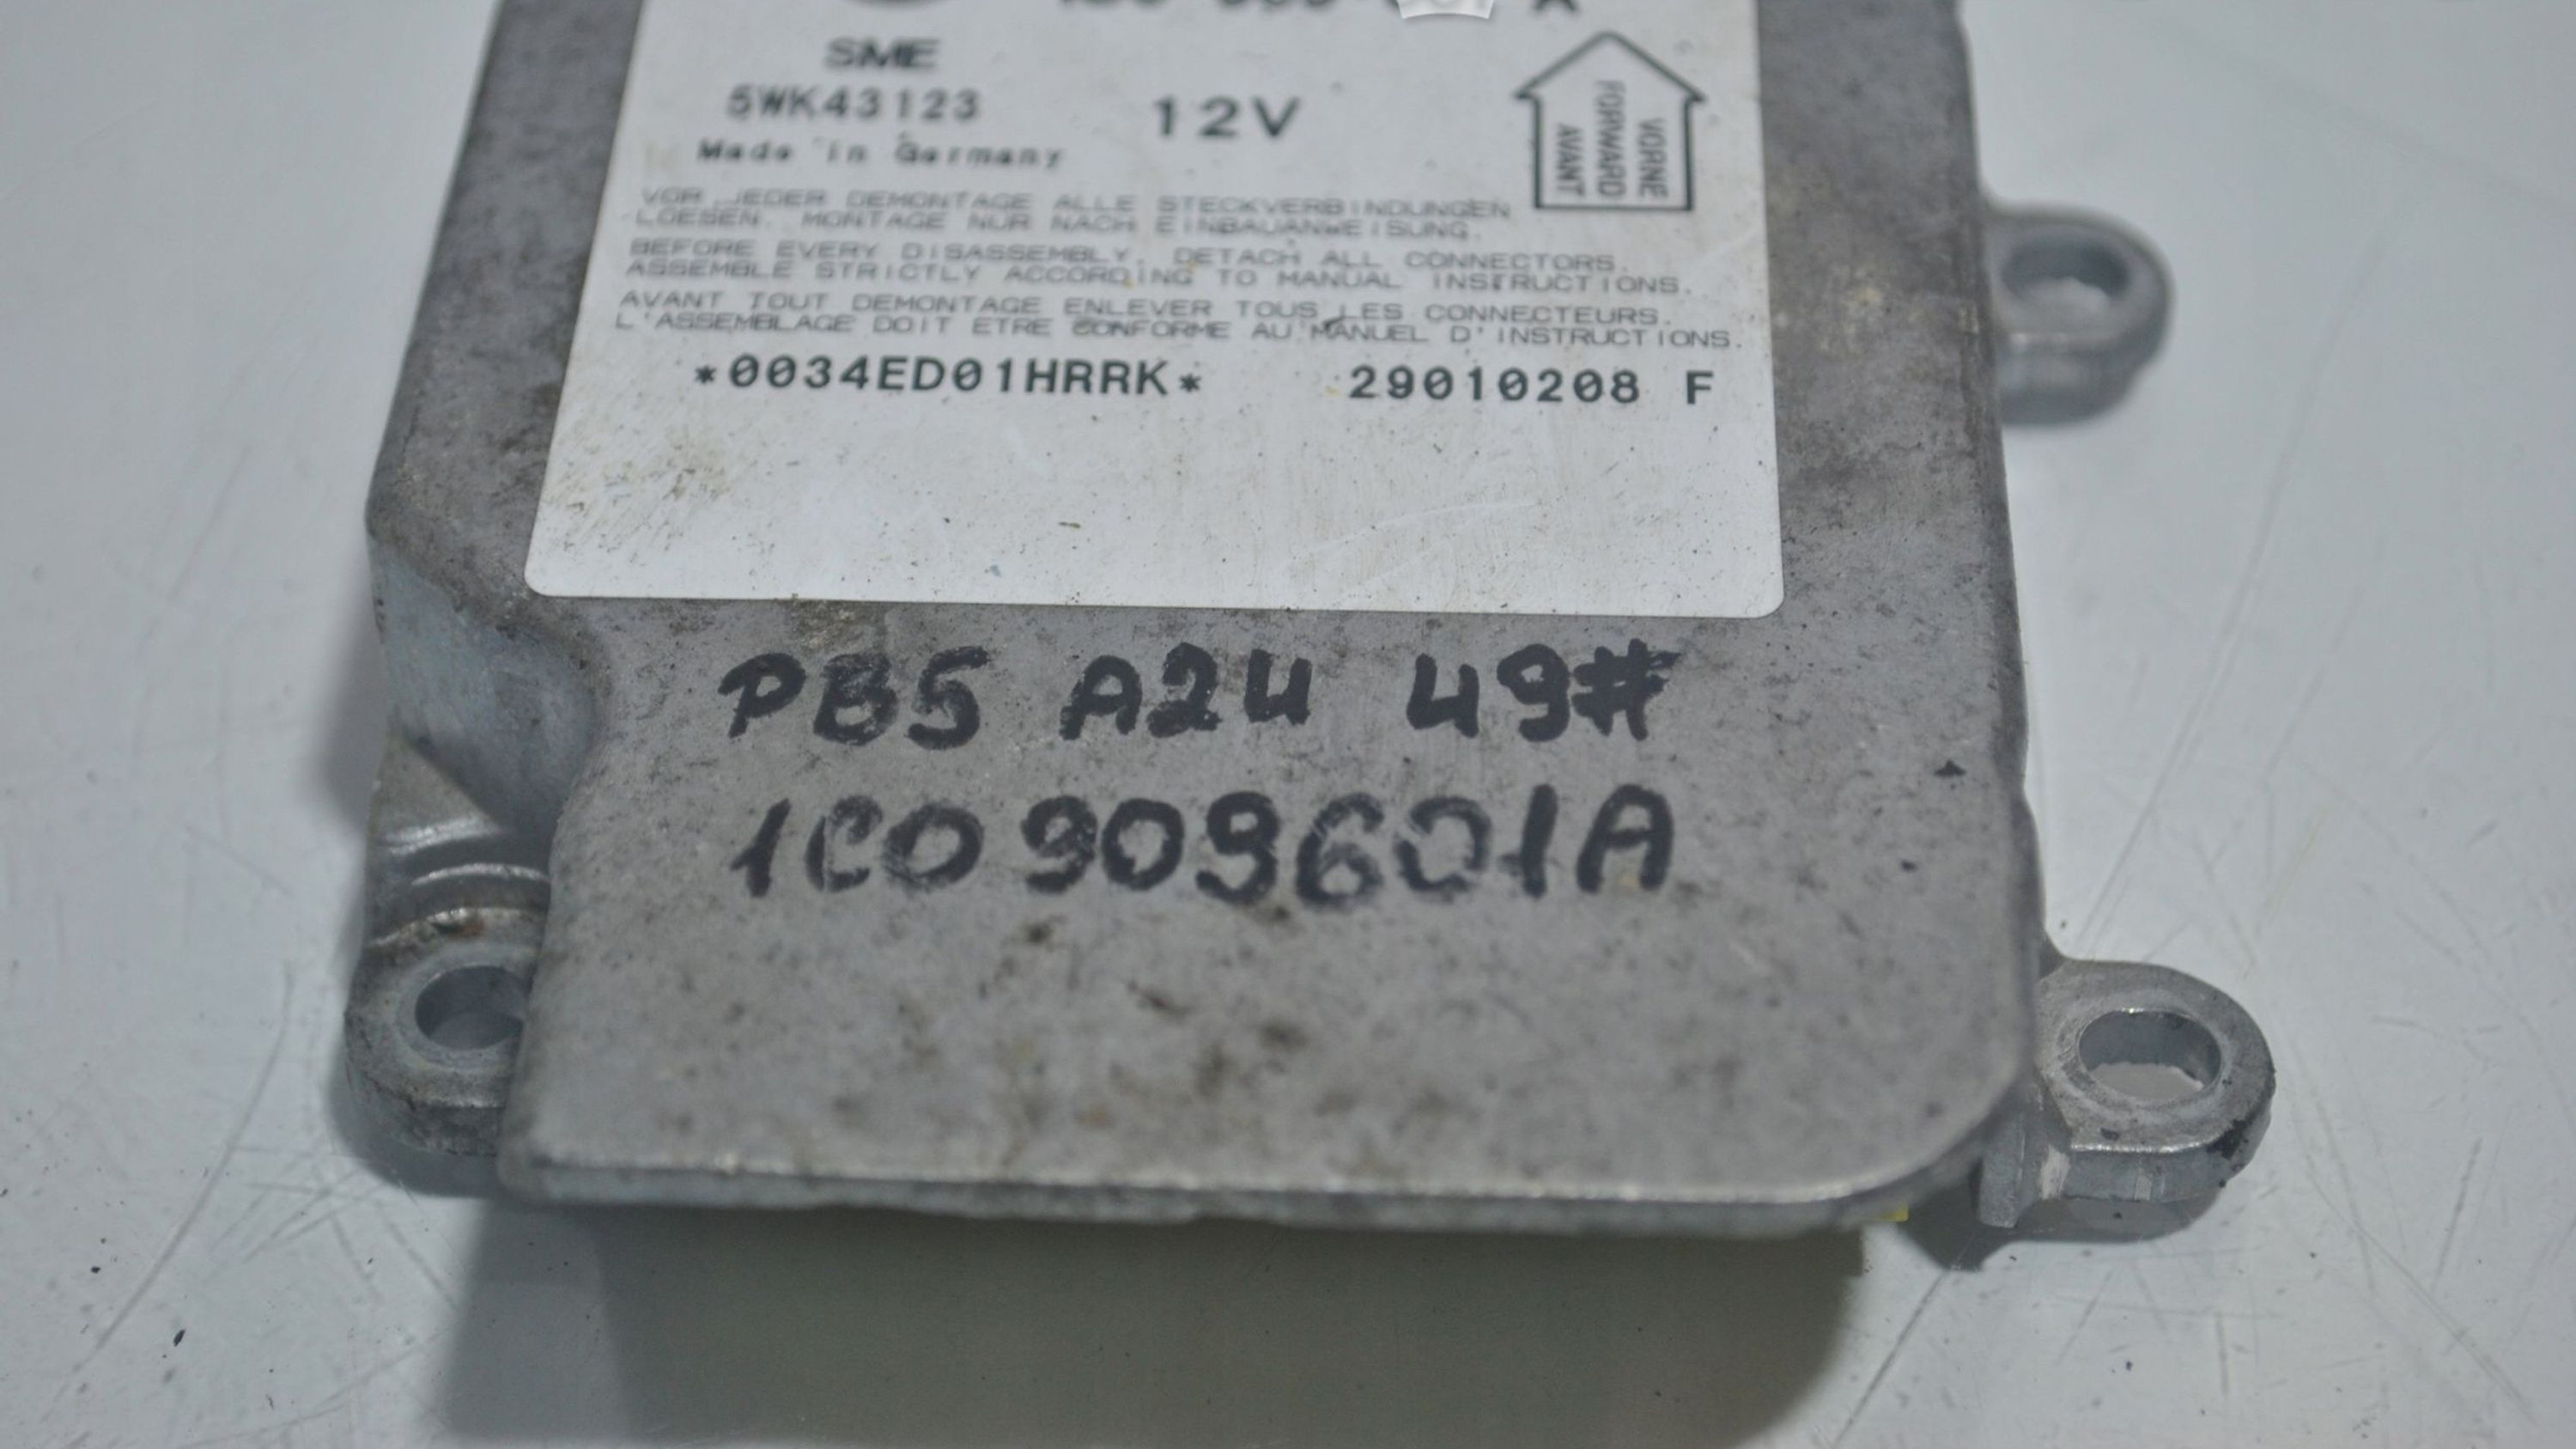 SME
5WK43123
12V
Made in Germany
VORNE
FORWARD
AVANT
VOR JEDER DEMONTAGE ALLE STECKVERBINDUNGEN
LOESEN. MONTAGE NUR NACH EINBAUANWEISUNG.
BEFORE EVERY DISASSEMBLY, DETACH ALL CONNECTORS.
ASSEMBLE STRICTLY ACCORDING TO MANUAL INSTRUCTIONS.
AVANT TOUT DEMONTAGE ENLEVER TOUS LES CONNECTEURS.
L'ASSEMBLAGE DOIT ETRE CONFORME AU MANUEL D'INSTRUCTIONS.
*0034ED01HRRK* 29010208 F
PB5 A24 49#
1C0909601A